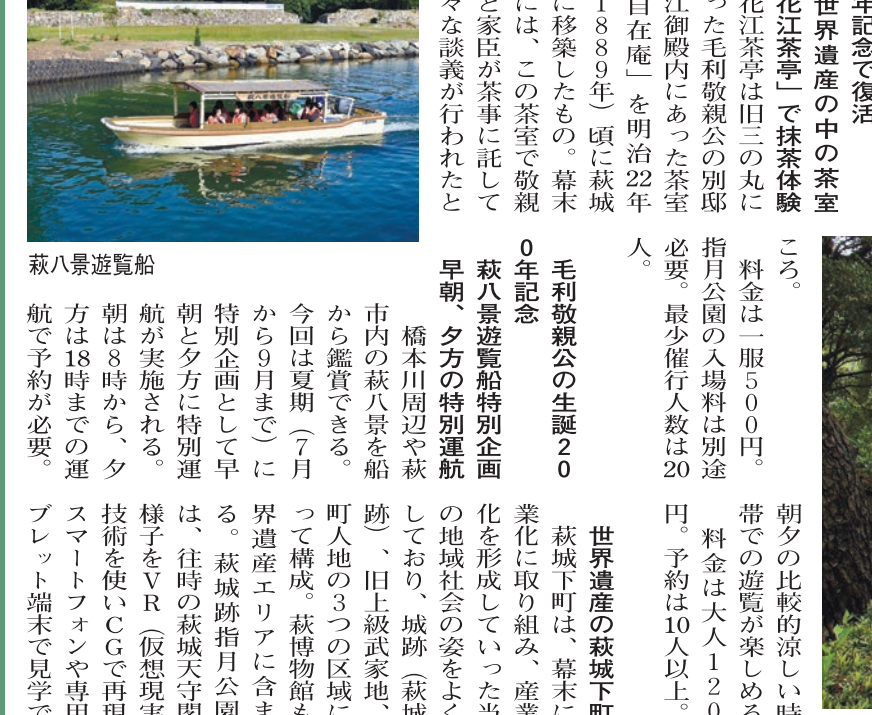 年記念で復活
世界遺産の中の茶室
花江茶亭」で抹茶体験
花江茶亭は旧三の丸に
った毛利敬親公の別邸
江御殿内にあった茶室
自在庵」を明治22年
1889年）頃に萩城
に移築したもの。幕末
には、この茶室で敬親
と家臣が茶事に託して
々な談義が行われたと
ころ。
料金は一服500円。
指月公園の入場料は別途
必要。最少催行人数は20
人。
毛利敬親公の生誕20
0年記念
萩八景遊覧船特別企画
早朝、夕方の特別運航
橋本川周辺や萩
市内の萩八景を船
から鑑賞できる。
今回は夏期（7月
から9月まで）に
特別企画として早
朝と夕方に特別運
航が実施される。
朝は8時から、夕
方は18時までの運
航で予約が必要。
萩八景遊覧船
朝夕の比較的涼しい時
帯での遊覧が楽しめる
料金は大人120
円。予約は10人以上。
世界遺産の萩城下町
萩城下町は、幕末に
業化に取り組み、産業
化を形成していった当
の地域社会の姿をよく
しており、城跡（萩城
跡）、旧上級武家地、
町人地の3つの区域に
って構成。萩博物館も
界遺産エリアに含ま
る。萩城跡指月公園
は、往時の萩城天守閣
様子をVR（仮想現実
技術を使いCGで再現
スマートフォンや専用
ブレット端末で見学で